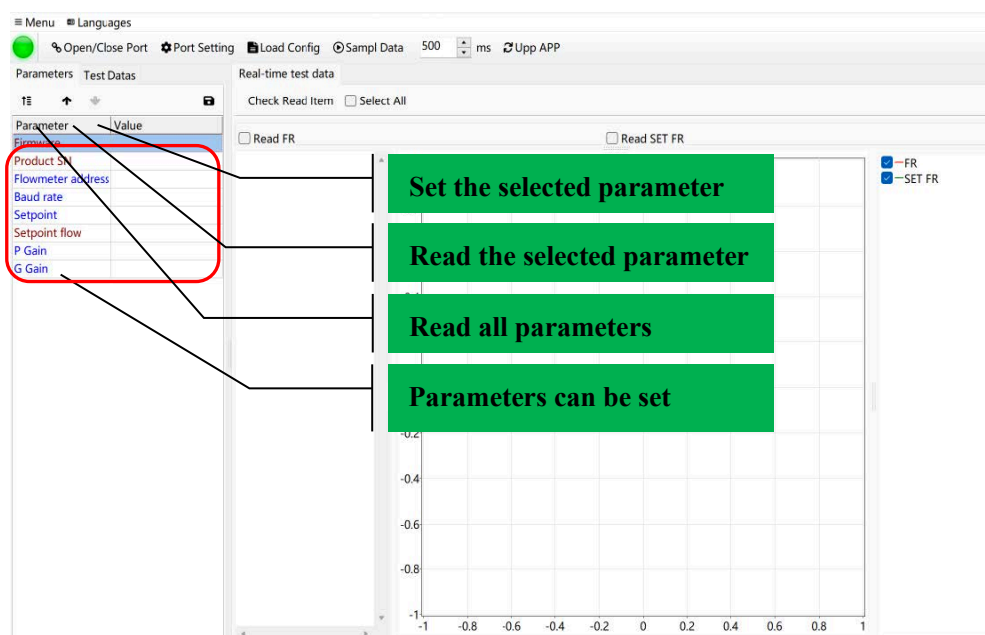 Menu Languages
Open/Close Port Port Setting Load Config Sampl Data 500 ms Upp APP
Parameters Test Datas
Real-time test data
Check Read Item Select All
Parameter Value
Read FR Read SET FR
Firmware
Product SN
Flowmeter address
Baud rate
Setpoint
Setpoint flow
P Gain
G Gain
Set the selected parameter
Read the selected parameter
Read all parameters
Parameters can be set
FR
SET FR
-0.2
-0.4
-0.6
-0.8
-1
-1 -0.8 -0.6 -0.4 -0.2 0 0.2 0.4 0.6 0.8 1